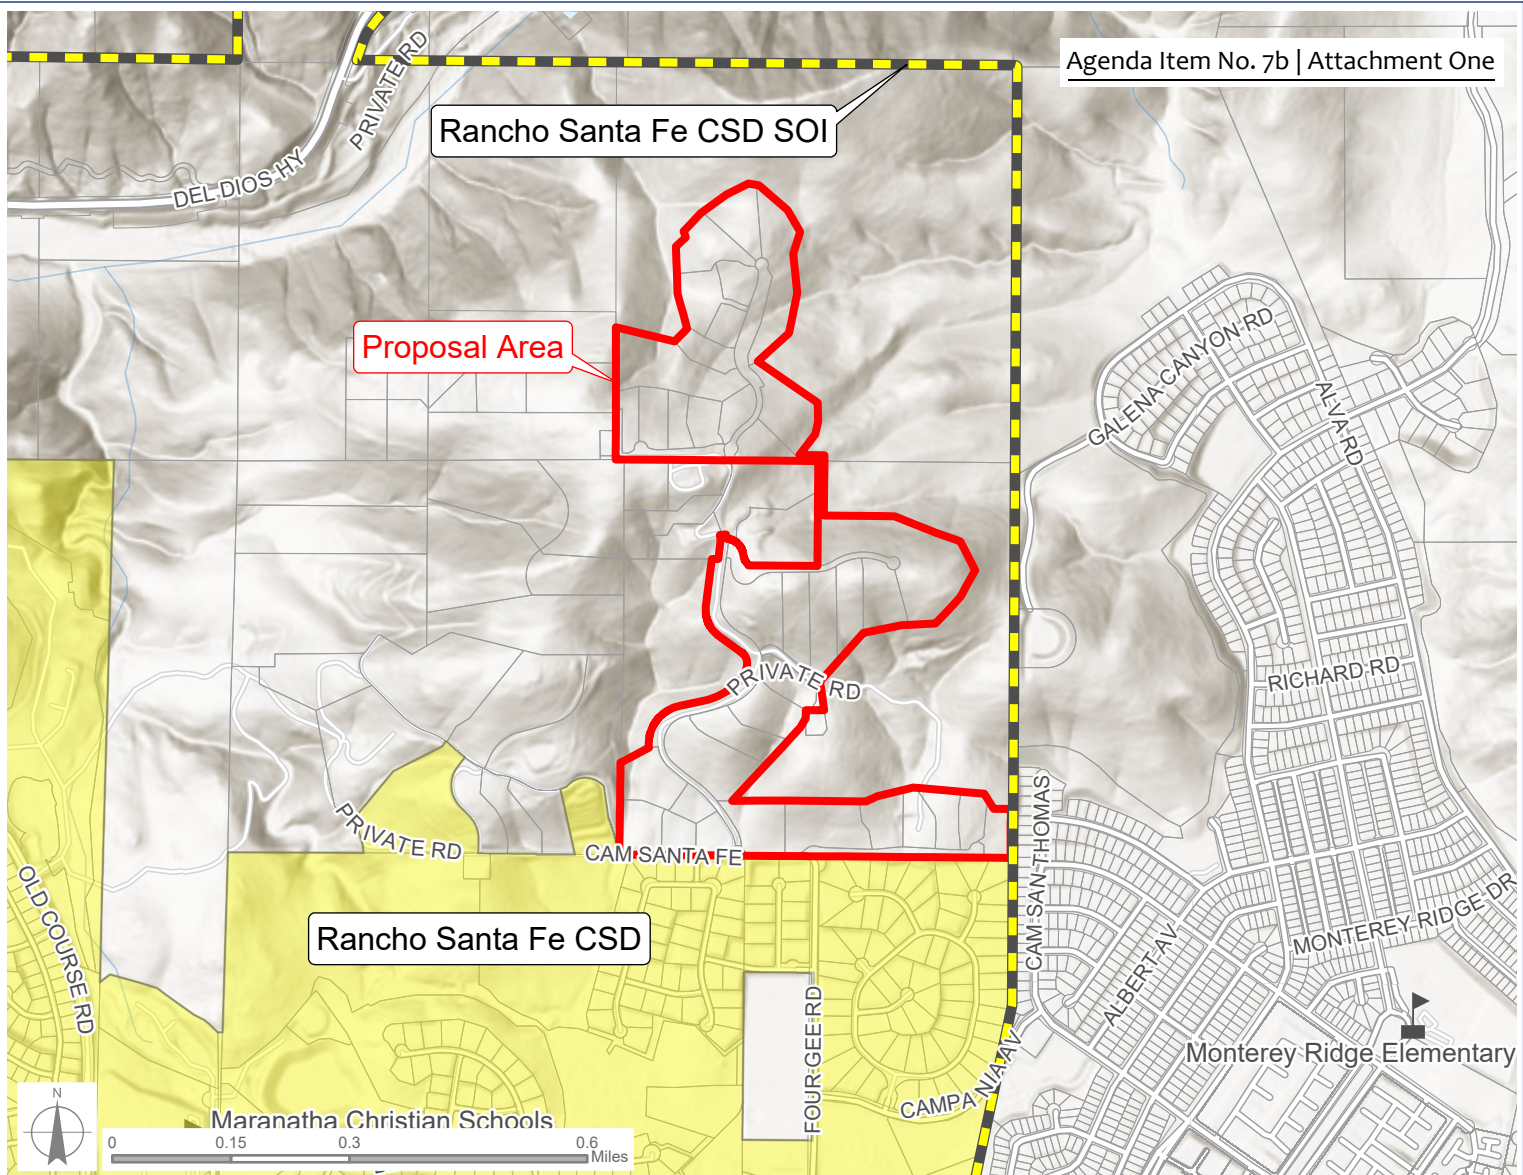 Agenda Item No. 7b | Attachment One
PRIVATE RD
Rancho Santa Fe CSD SOI
DEL DIOS HY
Proposal Area
GALENA CANYON RD
ALVA RD
RICHARD RD
PRIVATE RD
PRIVATE RD
CAM SANTA FE
CAM SAN THOMAS
OLD COURSE RD
Rancho Santa Fe CSD
MONTEREY RIDGE DR
ALBERT AV
FOUR GEE RD
CAMPA NIA AV
Monterey Ridge Elementary
Maranatha Christian Schools
N
0 0.15 0.3 0.6
Miles